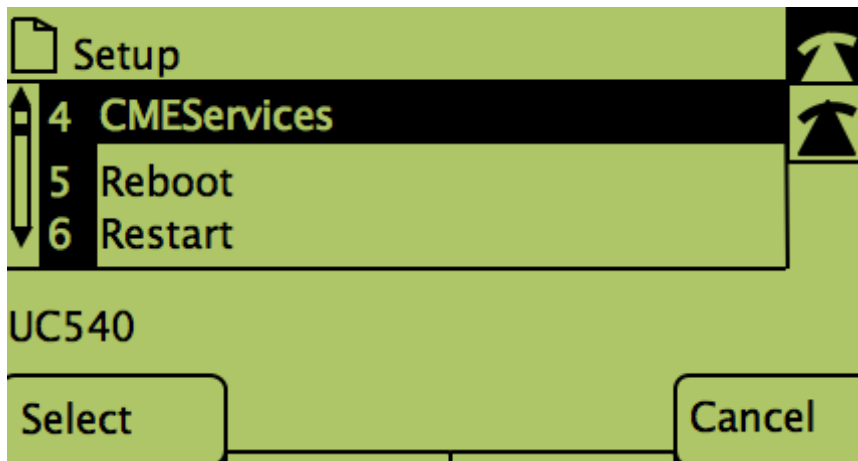 Setup
4 CMEServices
5 Reboot
6 Restart
UC540
Select Cancel